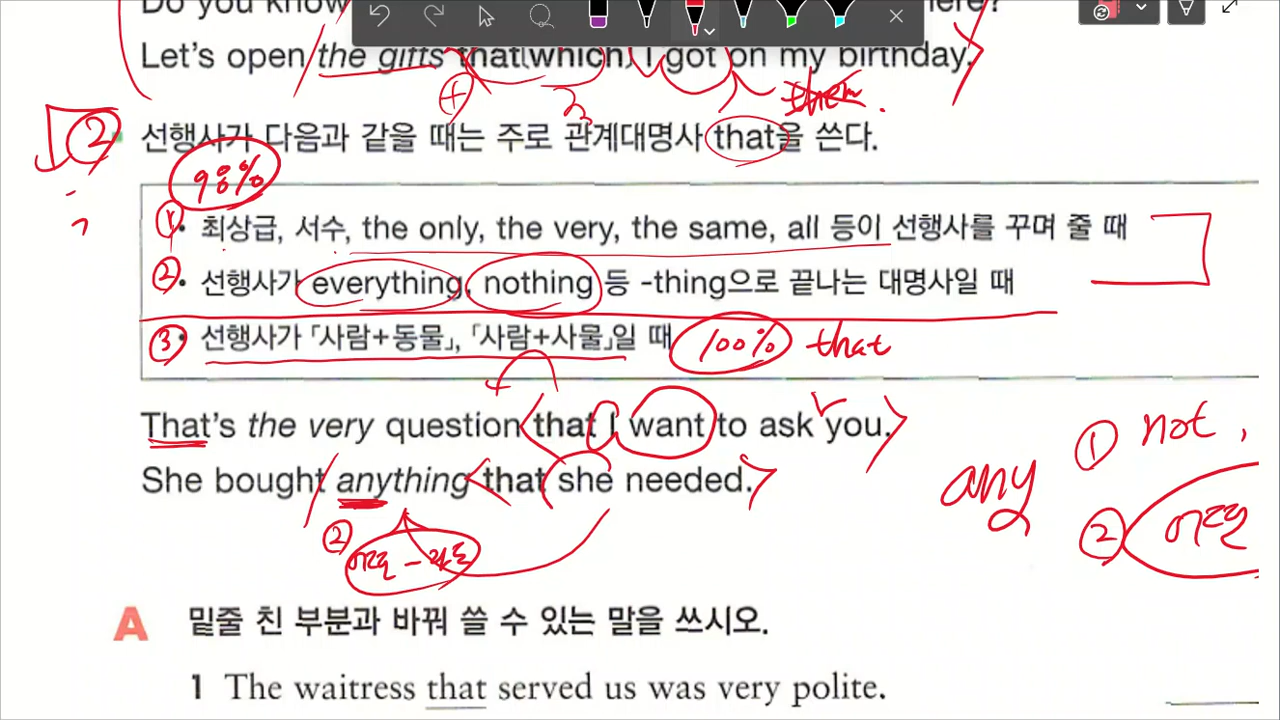 Do you know
here?
Let's open the gifts that(which) I got on my birthday.
them
② 선행사가 다음과 같을 때는 주로 관계대명사 that을 쓴다.
90%
① • 최상급, 서수, the only, the very, the same, all 등이 선행사를 꾸며 줄 때
② • 선행사가 everything, nothing 등 -thing으로 끝나는 대명사일 때
③ • 선행사가 「사람+동물」, 「사람+사물」일 때 100% that
That's the very question that I want to ask you.
① not,
She bought anything that she needed.
any
②
②
A 밑줄 친 부분과 바꿔 쓸 수 있는 말을 쓰시오.
1 The waitress that served us was very polite.